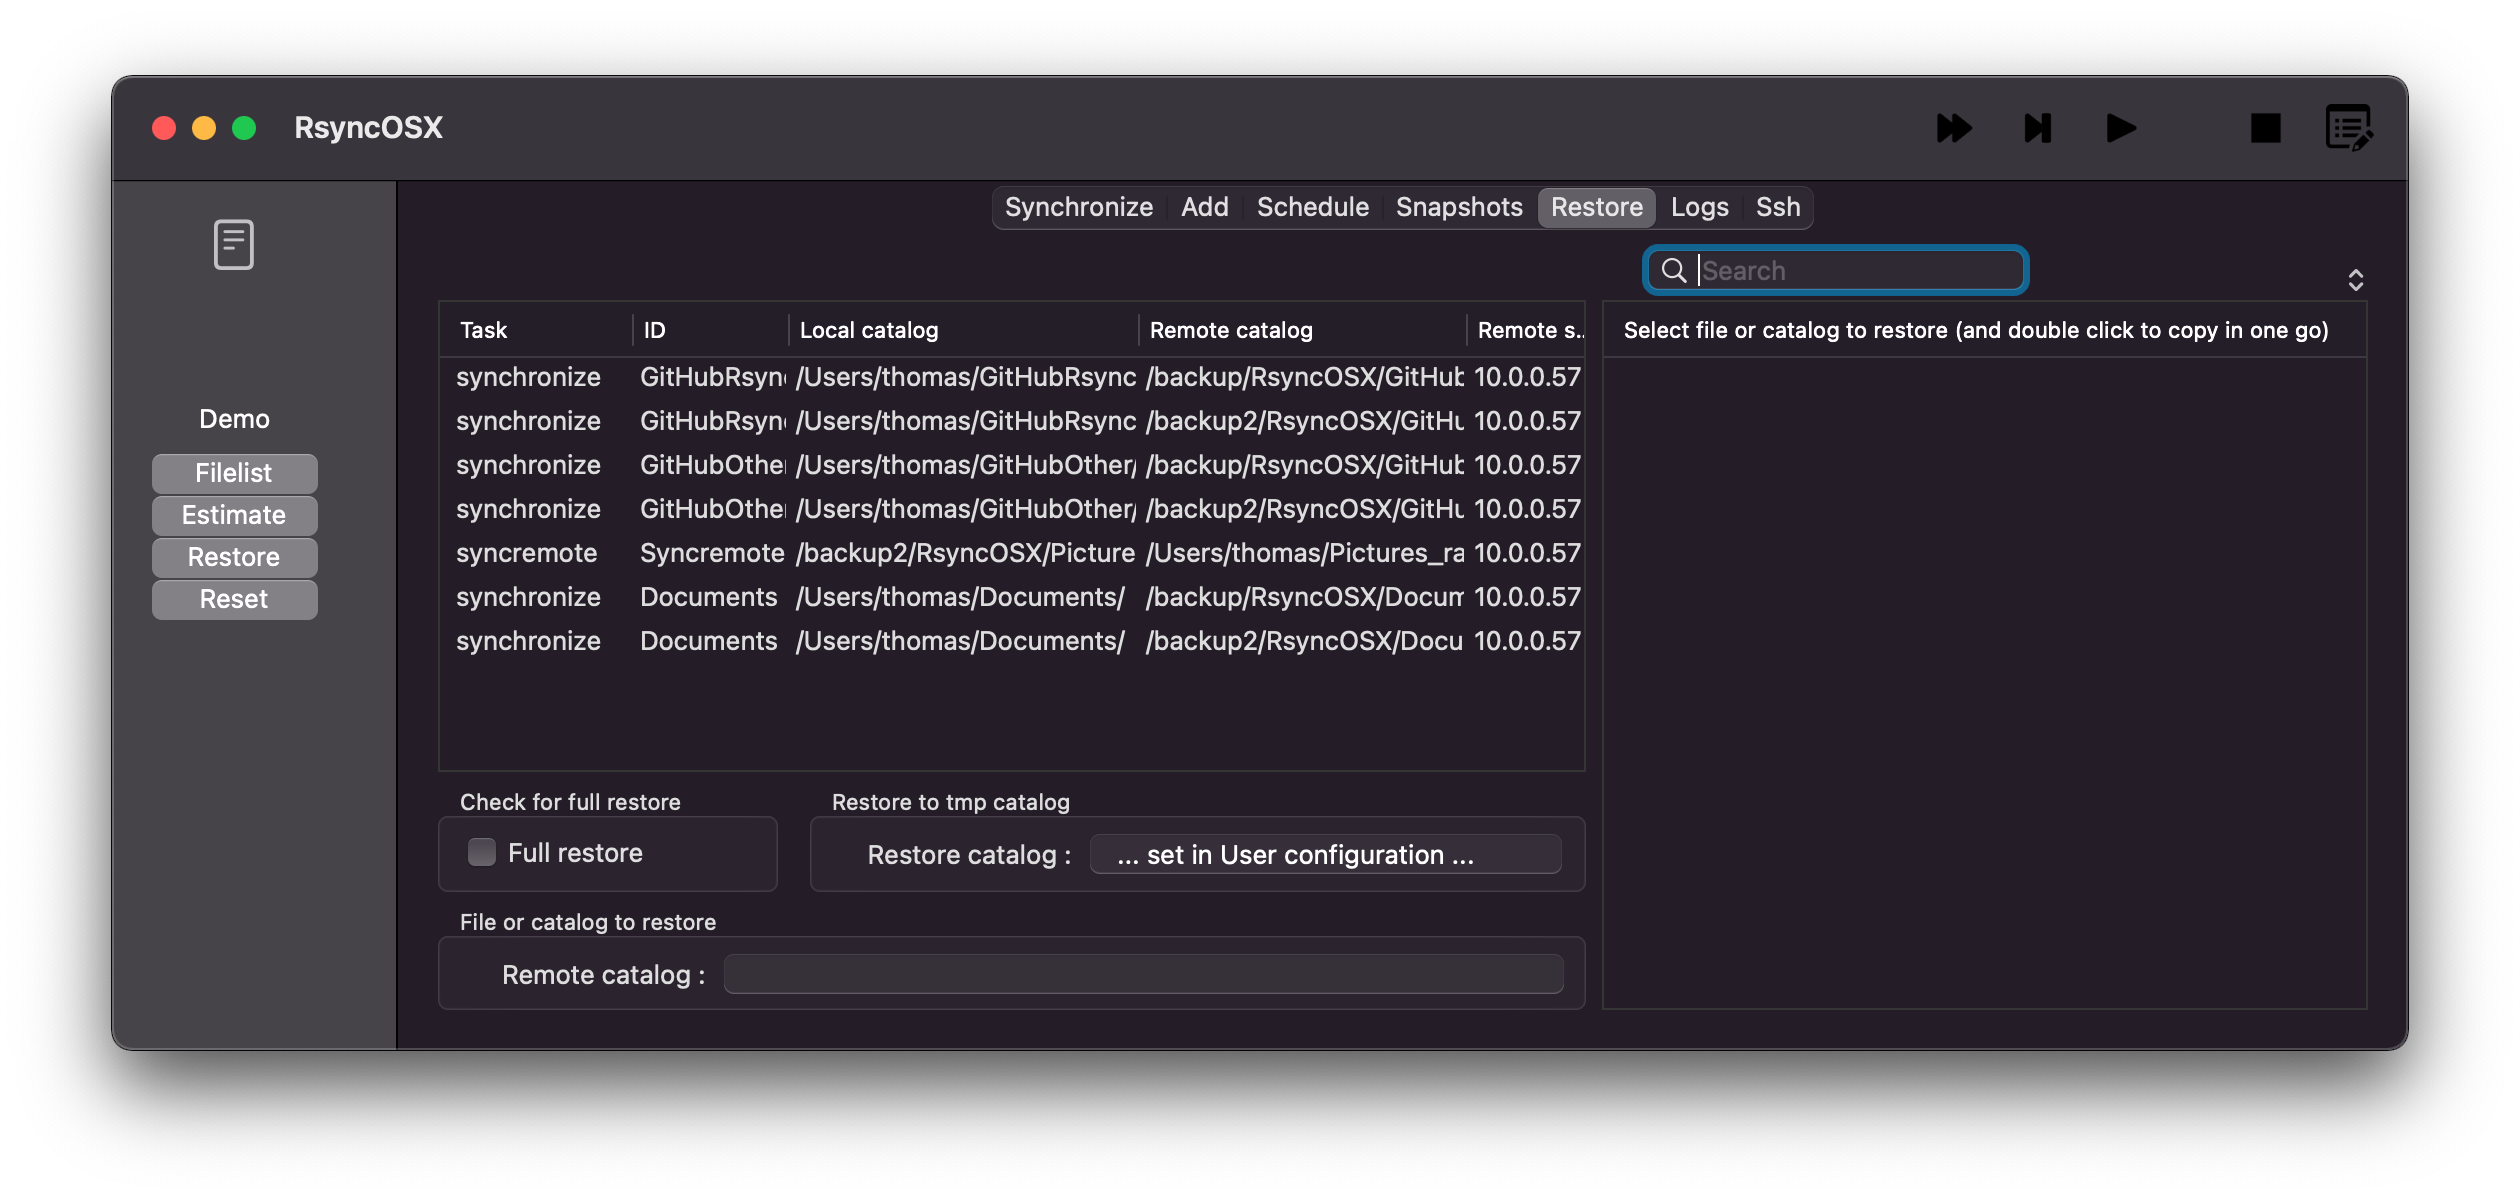 RsyncOSX
Synchronize Add Schedule Snapshots Restore Logs Ssh
Search
Demo
Filelist
Estimate
Restore
Reset
Task ID Local catalog Remote catalog Remote s..
synchronize GitHubRsyn /Users/thomas/GitHubRsync /backup/RsyncOSX/GitHub 10.0.0.57
synchronize GitHubRsyn /Users/thomas/GitHubRsync /backup2/RsyncOSX/GitHu 10.0.0.57
synchronize GitHubOther /Users/thomas/GitHubOther/ /backup/RsyncOSX/GitHub 10.0.0.57
synchronize GitHubOther /Users/thomas/GitHubOther/ /backup2/RsyncOSX/GitHu 10.0.0.57
syncremote Syncremote /backup2/RsyncOSX/Picture /Users/thomas/Pictures_ra 10.0.0.57
synchronize Documents /Users/thomas/Documents/ /backup/RsyncOSX/Docum 10.0.0.57
synchronize Documents /Users/thomas/Documents/ /backup2/RsyncOSX/Docu 10.0.0.57
Select file or catalog to restore (and double click to copy in one go)
Check for full restore
Full restore
Restore to tmp catalog
Restore catalog : ... set in User configuration ...
File or catalog to restore
Remote catalog :